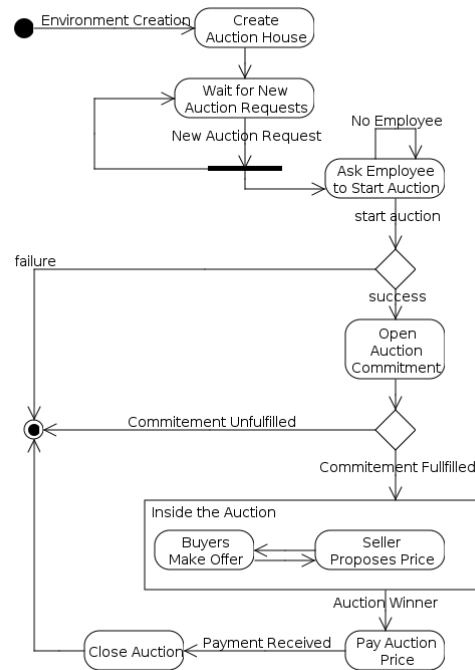 Environment Creation
Create
Auction House
Wait for New
Auction Requests
New Auction Request
No Employee
Ask Employee
to Start Auction
start auction
failure
success
Open
Auction
Commitment
Commitement Unfulfilled
Commitement Fullfilled
Inside the Auction
Buyers
Make Offer
Seller
Proposes Price
Auction Winner
Payment Received
Close Auction
Pay Auction
Price